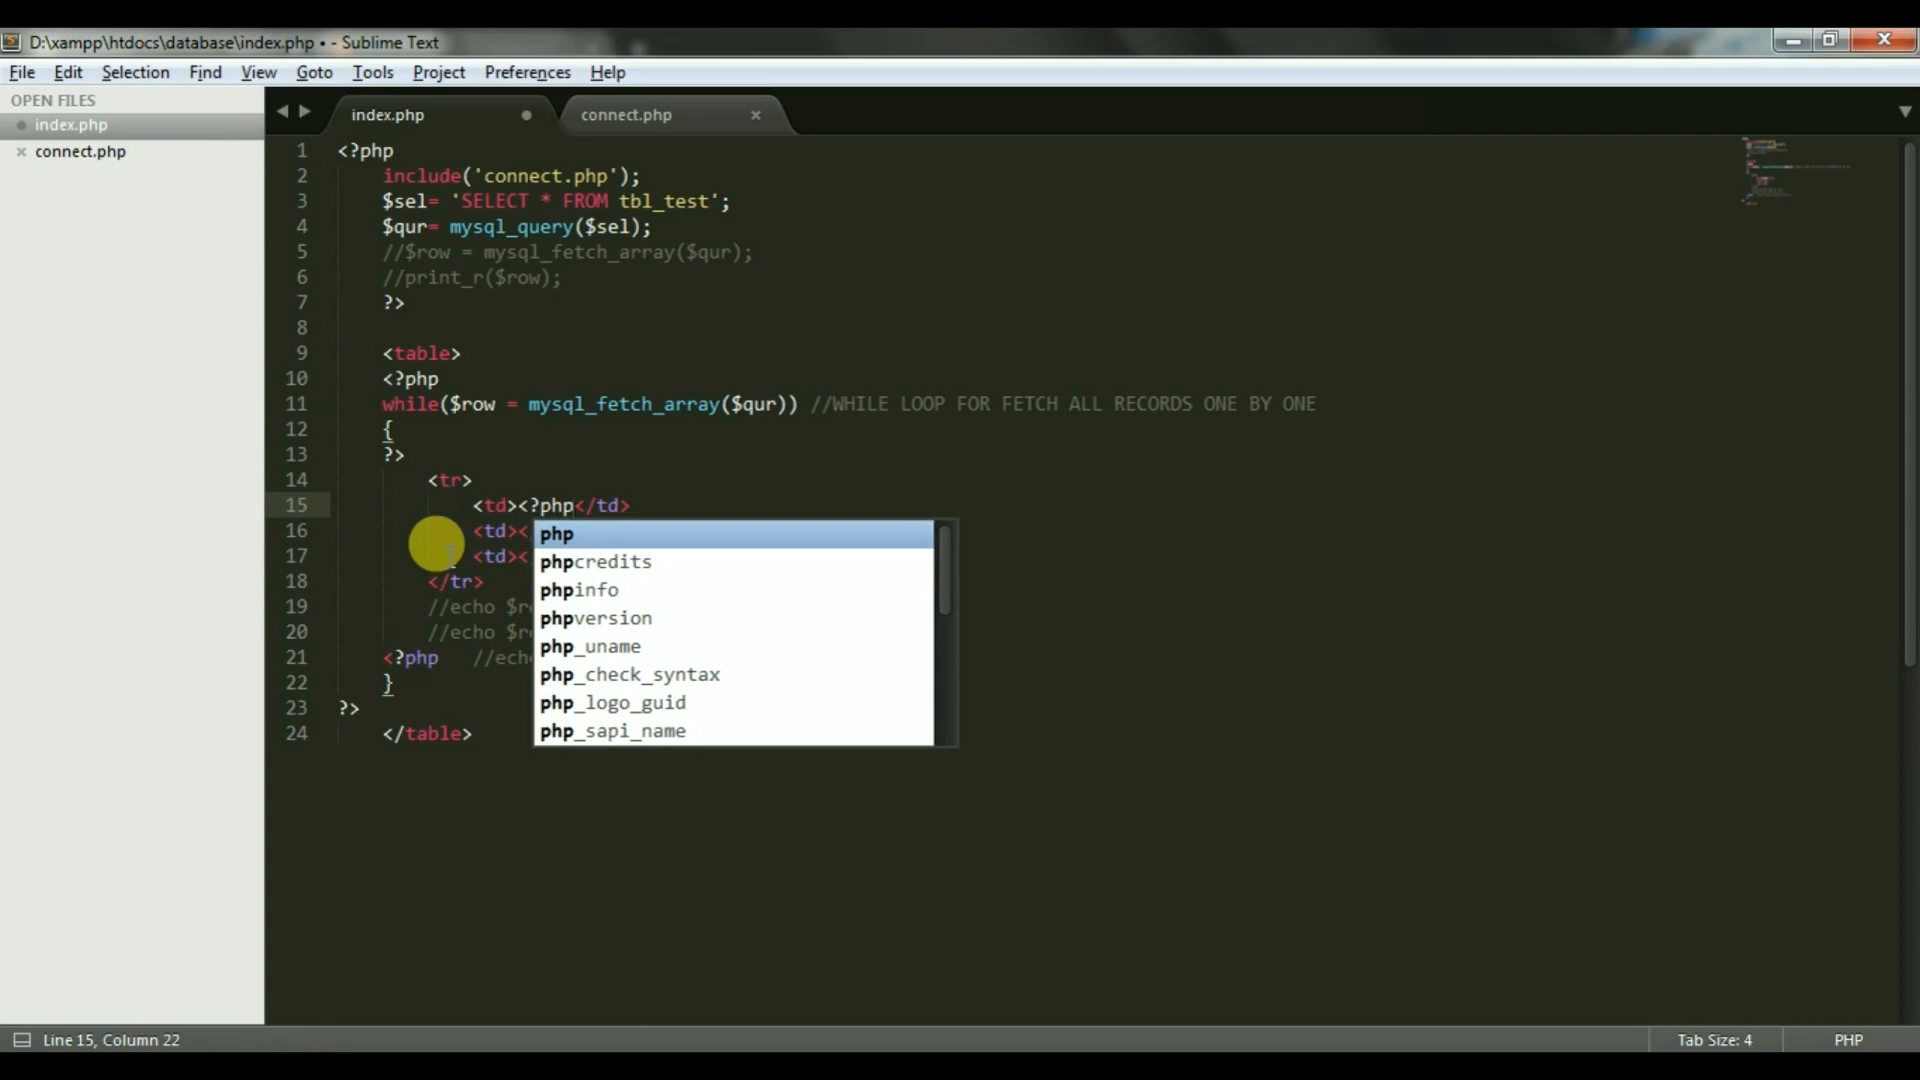 D:\xampp\htdocs\database\index.php • - Sublime Text
File Edit Selection Find View Goto Tools Project Preferences Help
OPEN FILES
index.php
connect.php
index.php
connect.php
1 <?php
2 include('connect.php');
3 $sel= 'SELECT * FROM tbl_test';
4 $qur= mysql_query($sel);
5 //$row = mysql_fetch_array($qur);
6 //print_r($row);
7 ?>
8
9 <table>
10 <?php
11 while($row = mysql_fetch_array($qur)) //WHILE LOOP FOR FETCH ALL RECORDS ONE BY ONE
12 {
13 ?>
14 <tr>
15 <td><?php</td>
16 <td><
17 <td><
18 </tr>
19 //echo $r
20 //echo $r
21 <?php //ech
22 }
23 ?>
24 </table>
php
phpcredits
phpinfo
phpversion
php_uname
php_check_syntax
php_logo_guid
php_sapi_name
Line 15, Column 22
Tab Size: 4
PHP